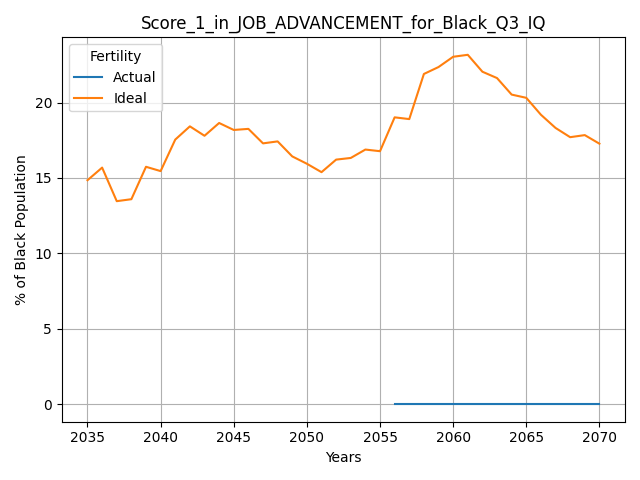 Score_1_in_JOB_ADVANCEMENT_for_Black_Q3_IQ
Fertility
Actual
Ideal
% of Black Population
20
15
10
5
0
2035 2040 2045 2050 2055 2060 2065 2070
Years